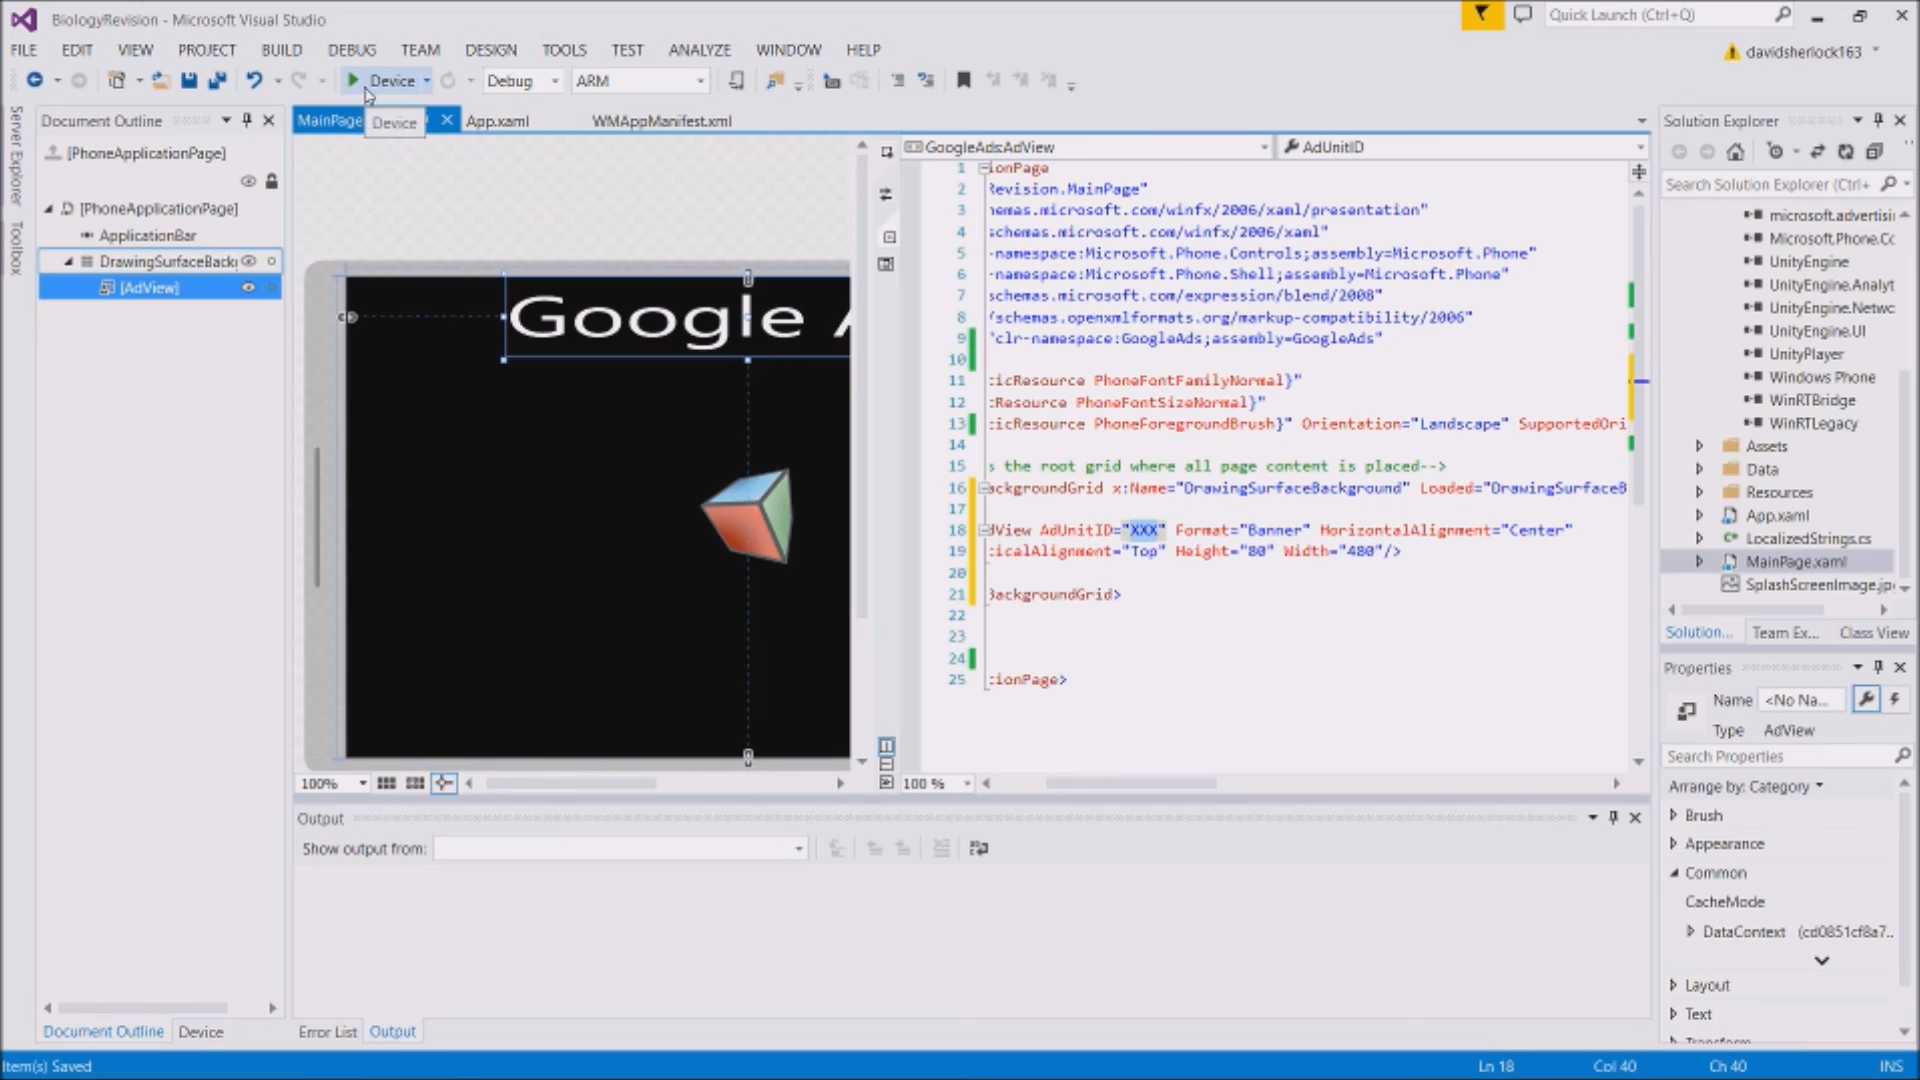 BiologyRevision - Microsoft Visual Studio
Quick Launch (Ctrl+Q)
FILE EDIT VIEW PROJECT BUILD DEBUG TEAM DESIGN TOOLS TEST ANALYZE WINDOW HELP
davidsherlock163
Device Debug ARM
Server Explorer
Toolbox
Document Outline
[PhoneApplicationPage]
[PhoneApplicationPage]
ApplicationBar
DrawingSurfaceBack
[AdView]
Document Outline Device
MainPage App.xaml WMAppManifest.xml
Device
Google A
100%
GoogleAds:AdView AdUnitID
1 ionPage
2 Revision.MainPage"
3 hemas.microsoft.com/winfx/2006/xaml/presentation"
4 schemas.microsoft.com/winfx/2006/xaml"
5 -namespace:Microsoft.Phone.Controls;assembly=Microsoft.Phone"
6 -namespace:Microsoft.Phone.Shell;assembly=Microsoft.Phone"
7 schemas.microsoft.com/expression/blend/2008"
8 /schemas.openxmlformats.org/markup-compatibility/2006"
9 "clr-namespace:GoogleAds;assembly=GoogleAds"
10
11 ticResource PhoneFontFamilyNormal}"
12 cResource PhoneFontSizeNormal}"
13 ticResource PhoneForegroundBrush}" Orientation="Landscape" SupportedOri
14
15 s the root grid where all page content is placed-->
16 ackgroundGrid x:Name="DrawingSurfaceBackground" Loaded="DrawingSurfaceB
17
18 dView AdUnitID="XXX" Format="Banner" HorizontalAlignment="Center"
19 ticalAlignment="Top" Height="80" Width="480"/>
20
21 BackgroundGrid>
22
23
24
25 tionPage>
100 %
Output
Show output from:
Error List Output
Solution Explorer
Search Solution Explorer (Ctrl+
microsoft.advertisi
Microsoft.Phone.Cc
UnityEngine
UnityEngine.Analyt
UnityEngine.Netwc
UnityEngine.UI
UnityPlayer
Windows Phone
WinRTBridge
WinRTLegacy
Assets
Data
Resources
App.xaml
LocalizedStrings.cs
MainPage.xaml
SplashScreenImage.jp
Solution... Team Ex... Class View
Properties
Name <No Na...
Type AdView
Search Properties
Arrange by: Category
Brush
Appearance
Common
CacheMode
DataContext (cd0851cf8a7..
Layout
Text
Transform
Item(s) Saved
Ln 18 Col 40 Ch 40 INS